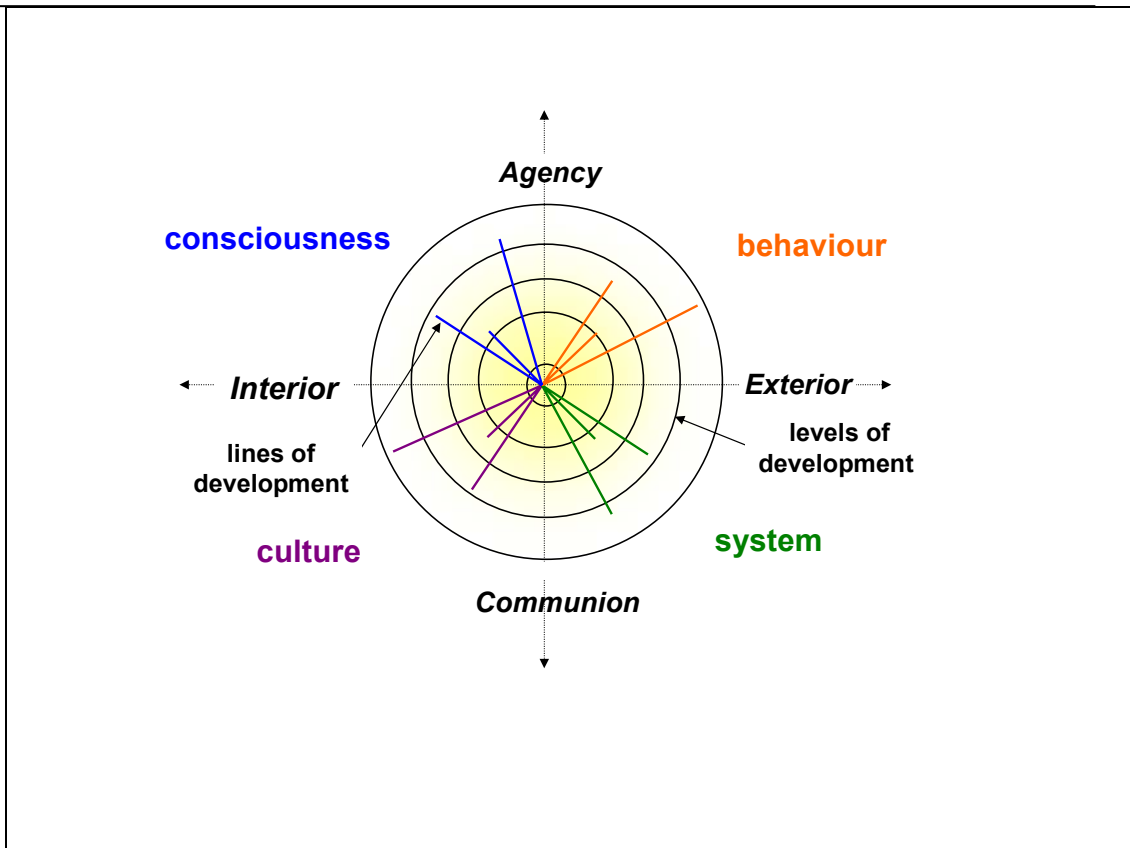 Agency
consciousness
behaviour
Interior
Exterior
lines of
development
levels of
development
culture
system
Communion